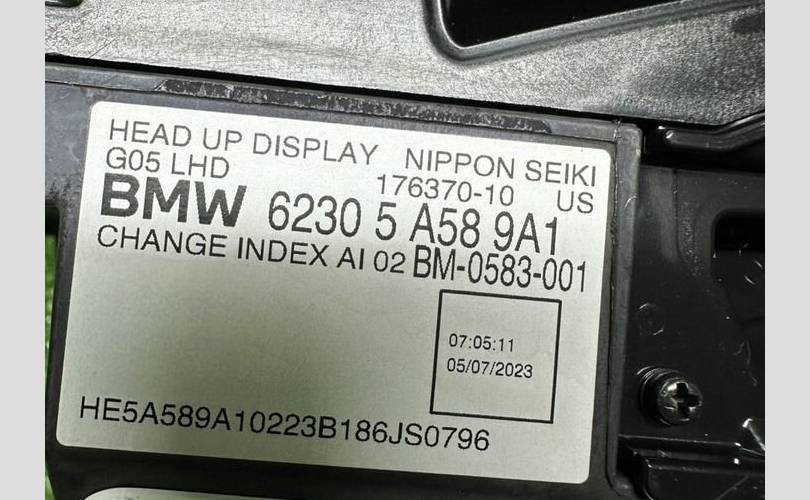 HEAD UP DISPLAY NIPPON SEIKI
G05 LHD 176370-10 US
BMW 6230 5 A58 9A1
CHANGE INDEX AI 02 BM-0583-001
07:05:11
05/07/2023
HE5A589A10223B186JS0796